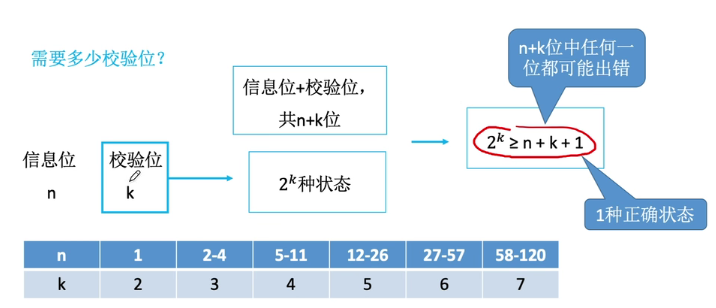 需要多少校验位？
n+k位中任何一
位都可能出错
信息位+校验位，
共n+k位
2^k ≥ n + k + 1
信息位
n
校验位
k
2^k种状态
1种正确状态
n 1 2-4 5-11 12-26 27-57 58-120
k 2 3 4 5 6 7